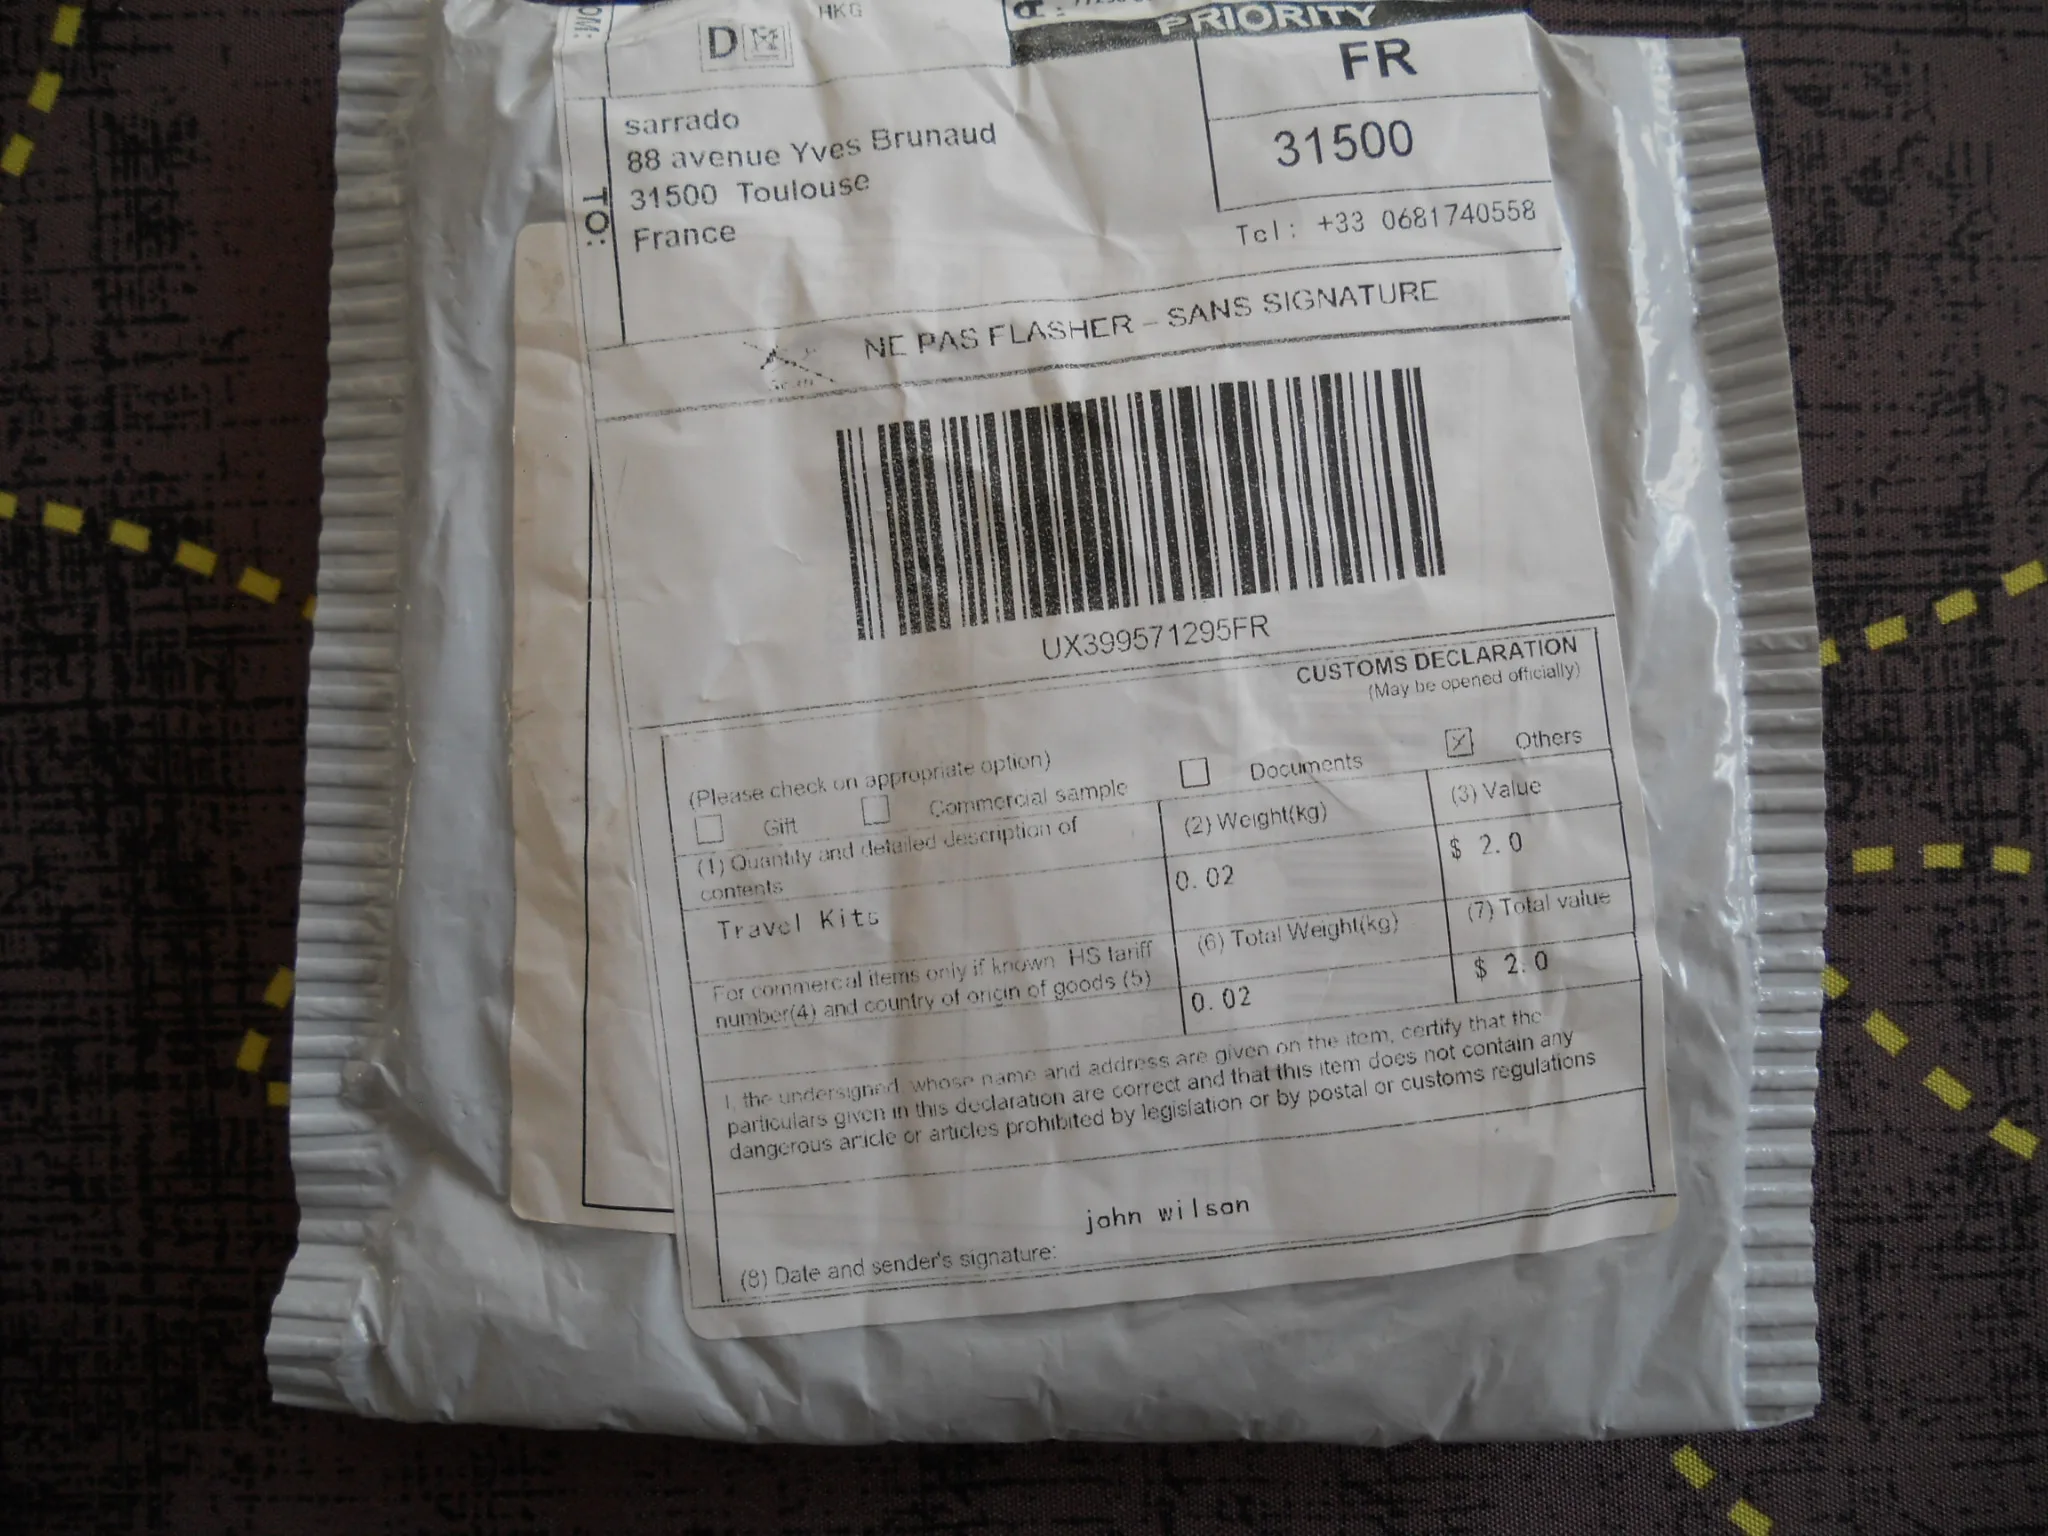 HKG
PRIORITY
D
FR
31500
sarrado
88 avenue Yves Brunaud
31500 Toulouse
France
TO:
Tel: +33 0681740558
NE PAS FLASHER - SANS SIGNATURE
UX399571295FR
CUSTOMS DECLARATION
(May be opened officially)
(Please check on appropriate option)
Gift
Commercial sample
Documents
Others
(1) Quantity and detailed description of
contents
(2) Weight(kg)
(3) Value
Travel Kits
0.02
$ 2.0
For commercal items only if known HS tariff
number(4) and country of origin of goods (5)
(6) Total Weight(kg)
(7) Total value
0.02
$ 2.0
I, the undersigned, whose name and address are given on the item, certify that the
particulars given in this declaration are correct and that this item does not contain any
dangerous article or articles prohibited by legislation or by postal or customs regulations
john wilson
(8) Date and sender's signature: